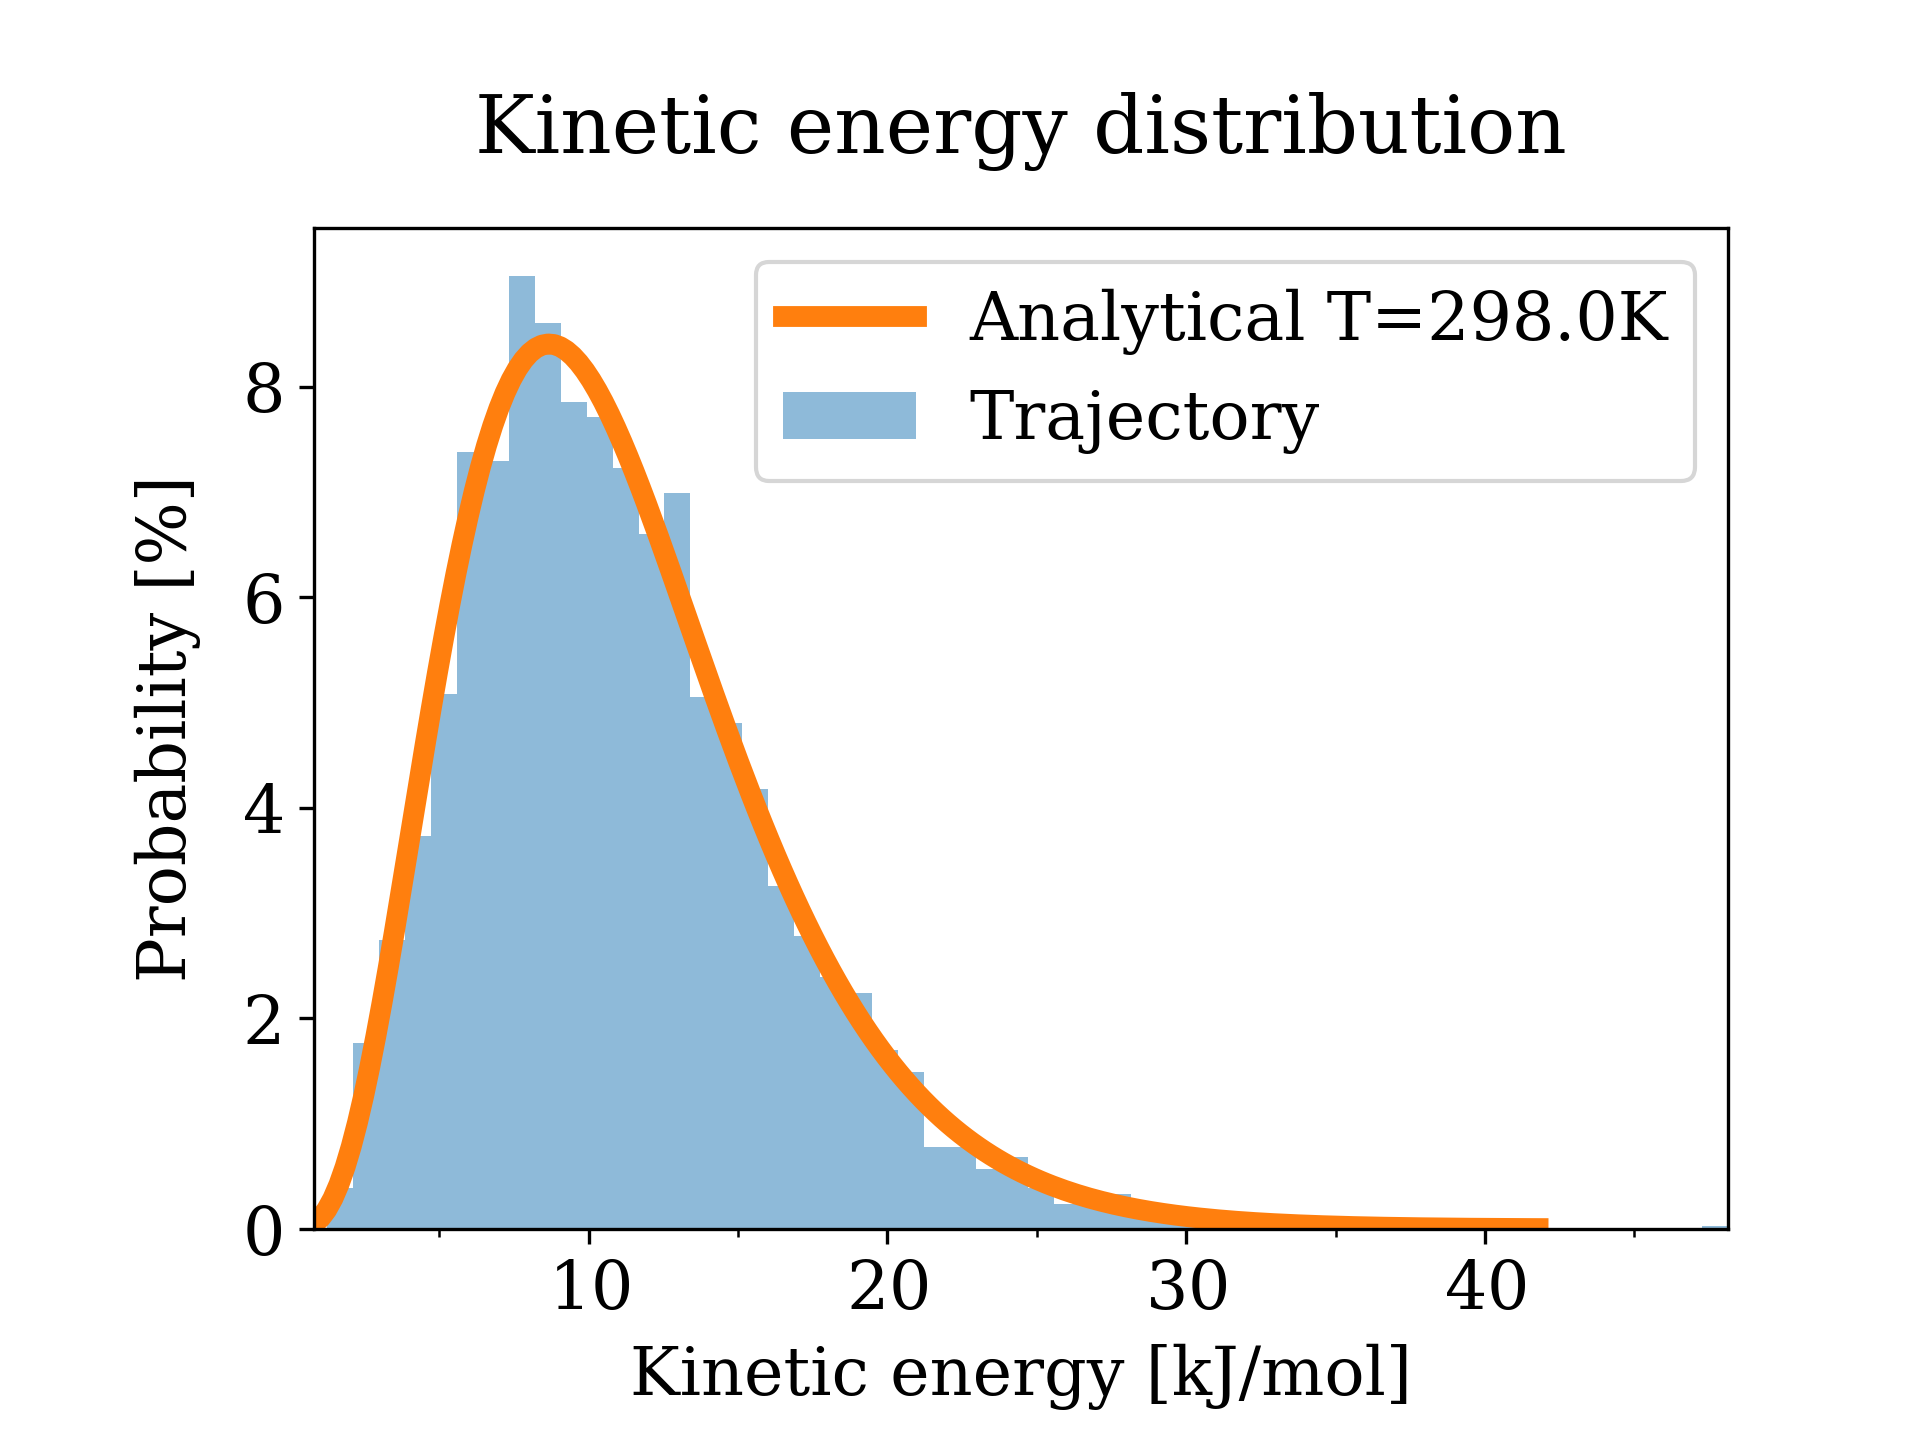 Kinetic energy distribution
Analytical T=298.0K
Trajectory
Probability [%]
8
6
4
2
0
10 20 30 40
Kinetic energy [kJ/mol]